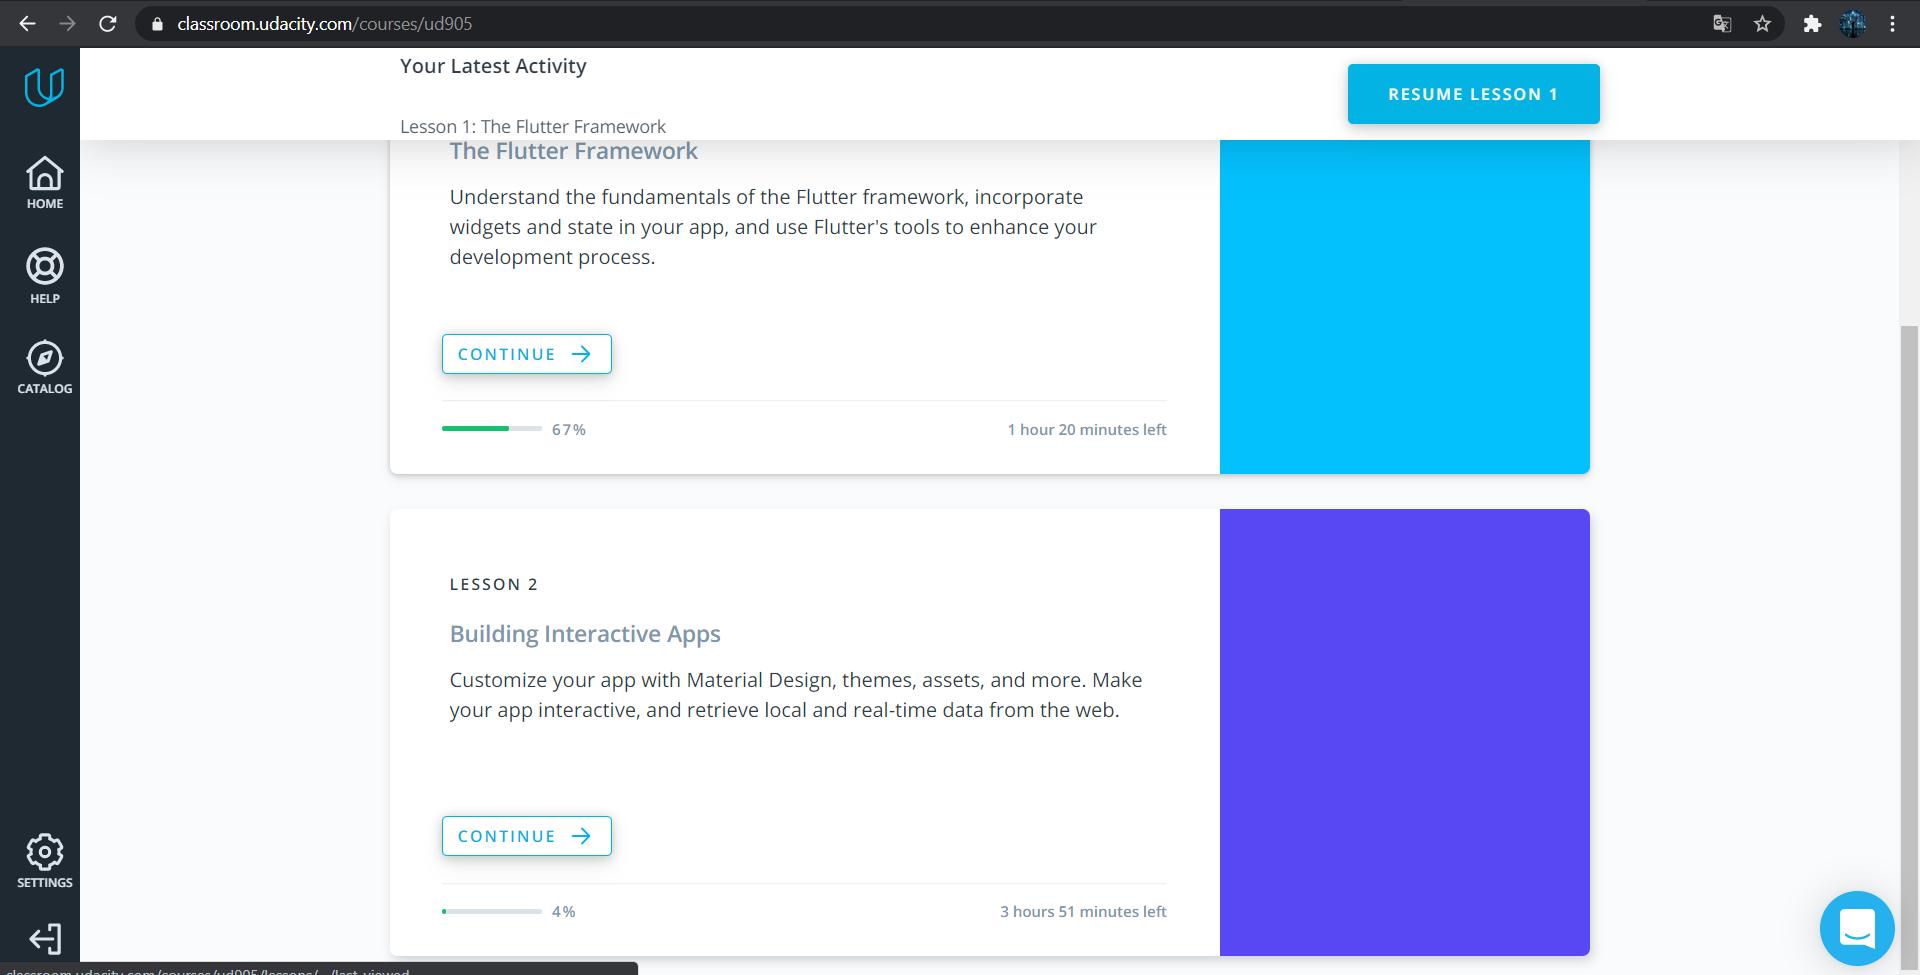 classroom.udacity.com/courses/ud905
HOME
HELP
CATALOG
SETTINGS
Your Latest Activity
Lesson 1: The Flutter Framework
RESUME LESSON 1
The Flutter Framework
Understand the fundamentals of the Flutter framework, incorporate
widgets and state in your app, and use Flutter's tools to enhance your
development process.
CONTINUE
67%
1 hour 20 minutes left
LESSON 2
Building Interactive Apps
Customize your app with Material Design, themes, assets, and more. Make
your app interactive, and retrieve local and real-time data from the web.
CONTINUE
4%
3 hours 51 minutes left